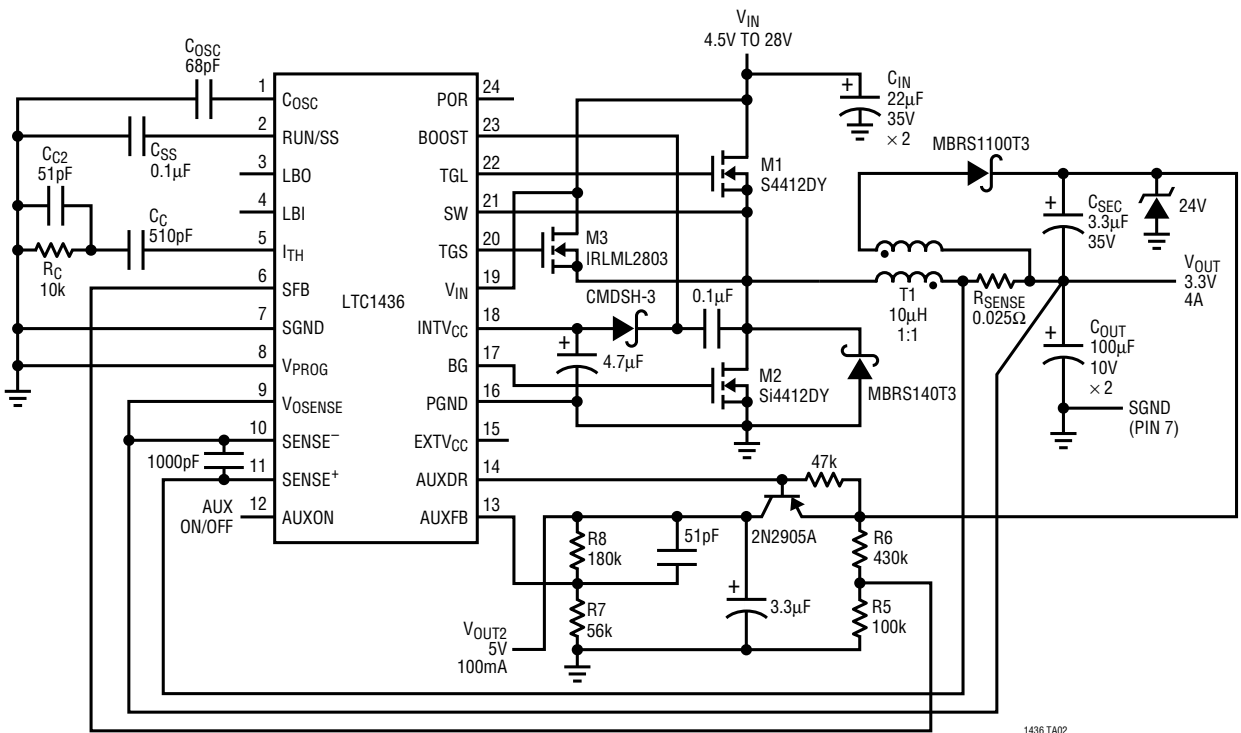 V_IN
4.5V TO 28V
C_OSC
68pF
1
C_OSC
2
RUN/SS
C_SS
0.1µF
C_C2
51pF
3
LBO
4
LBI
C_C
510pF
5
I_TH
R_C
10k
6
SFB
7
SGND
8
V_PROG
9
V_OSENSE
10
SENSE⁻
1000pF
11
SENSE⁺
AUX
ON/OFF
12
AUXON
LTC1436
24
POR
23
BOOST
22
TGL
21
SW
20
TGS
19
V_IN
18
INTV_CC
17
BG
16
PGND
15
EXTV_CC
14
AUXDR
13
AUXFB
+
C_IN
22µF
35V
× 2
M1
S4412DY
M3
IRLML2803
CMDSH-3
0.1µF
+
4.7µF
M2
Si4412DY
MBRS140T3
MBRS1100T3
+
C_SEC
3.3µF
35V
24V
T1
10µH
1:1
R_SENSE
0.025Ω
V_OUT
3.3V
4A
+
C_OUT
100µF
10V
× 2
SGND
(PIN 7)
47k
2N2905A
R8
180k
51pF
R6
430k
R7
56k
+
3.3µF
R5
100k
V_OUT2
5V
100mA
1436 TA02